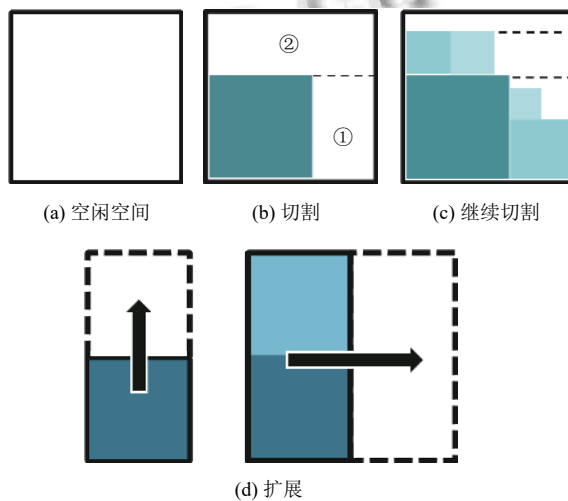 ②
①
(a) 空闲空间
(b) 切割
(c) 继续切割
(d) 扩展